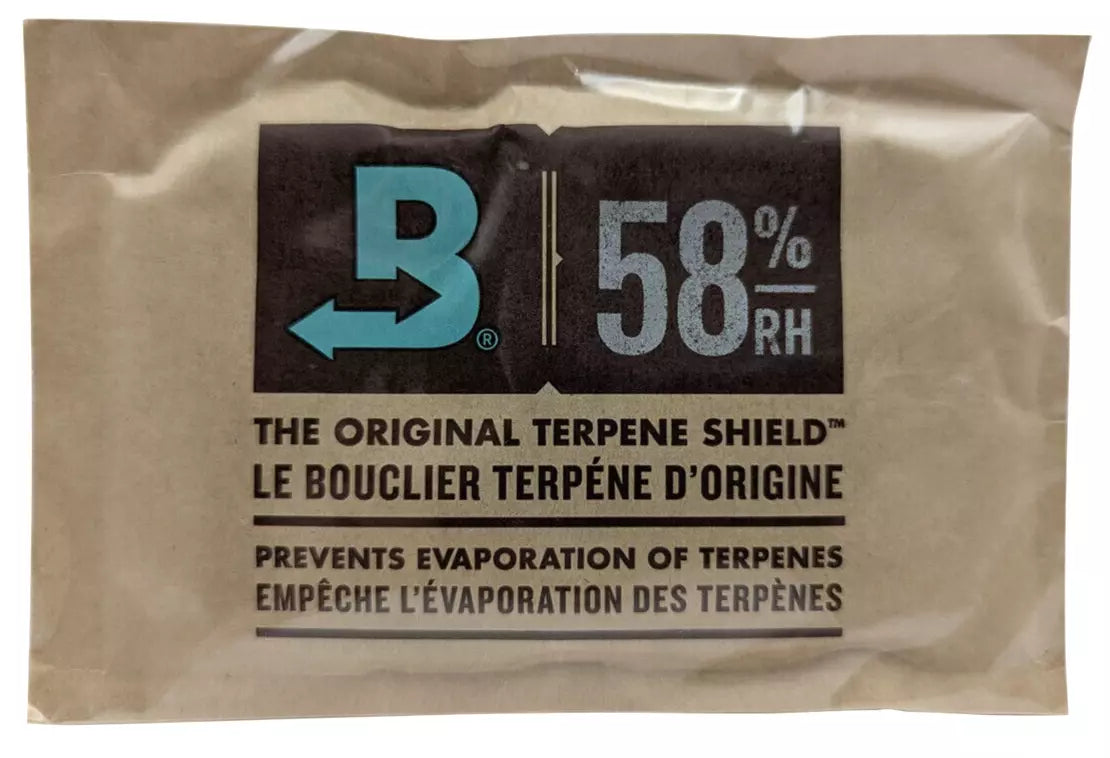 B®
58%
RH
THE ORIGINAL TERPENE SHIELD™
LE BOUCLIER TERPÉNE D'ORIGINE
PREVENTS EVAPORATION OF TERPENES
EMPÊCHE L'ÉVAPORATION DES TERPÈNES